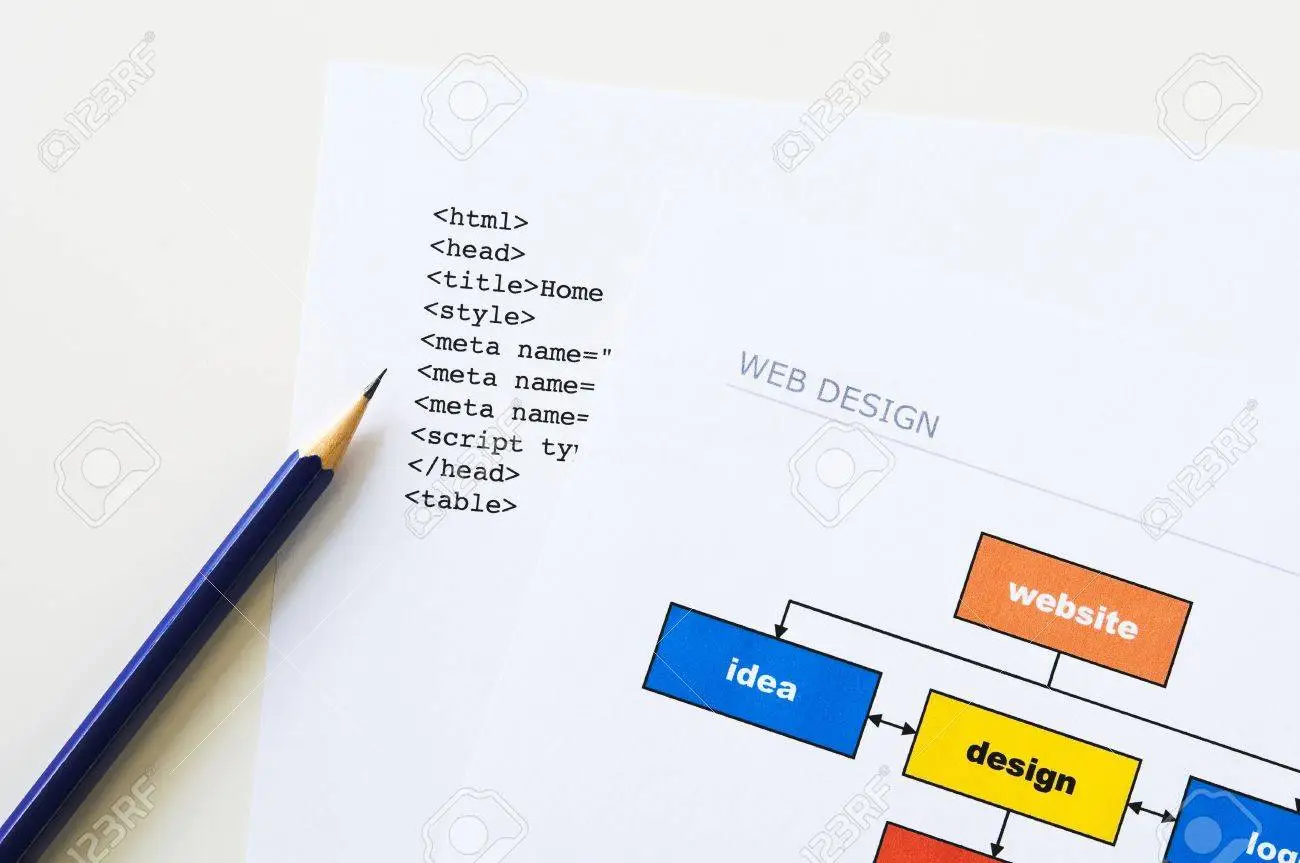 <html>
<head>
<title>Home
<style>
<meta name="
<meta name=
<meta name=
<script ty
</head>
<table>
WEB DESIGN
website
idea
design
123RF